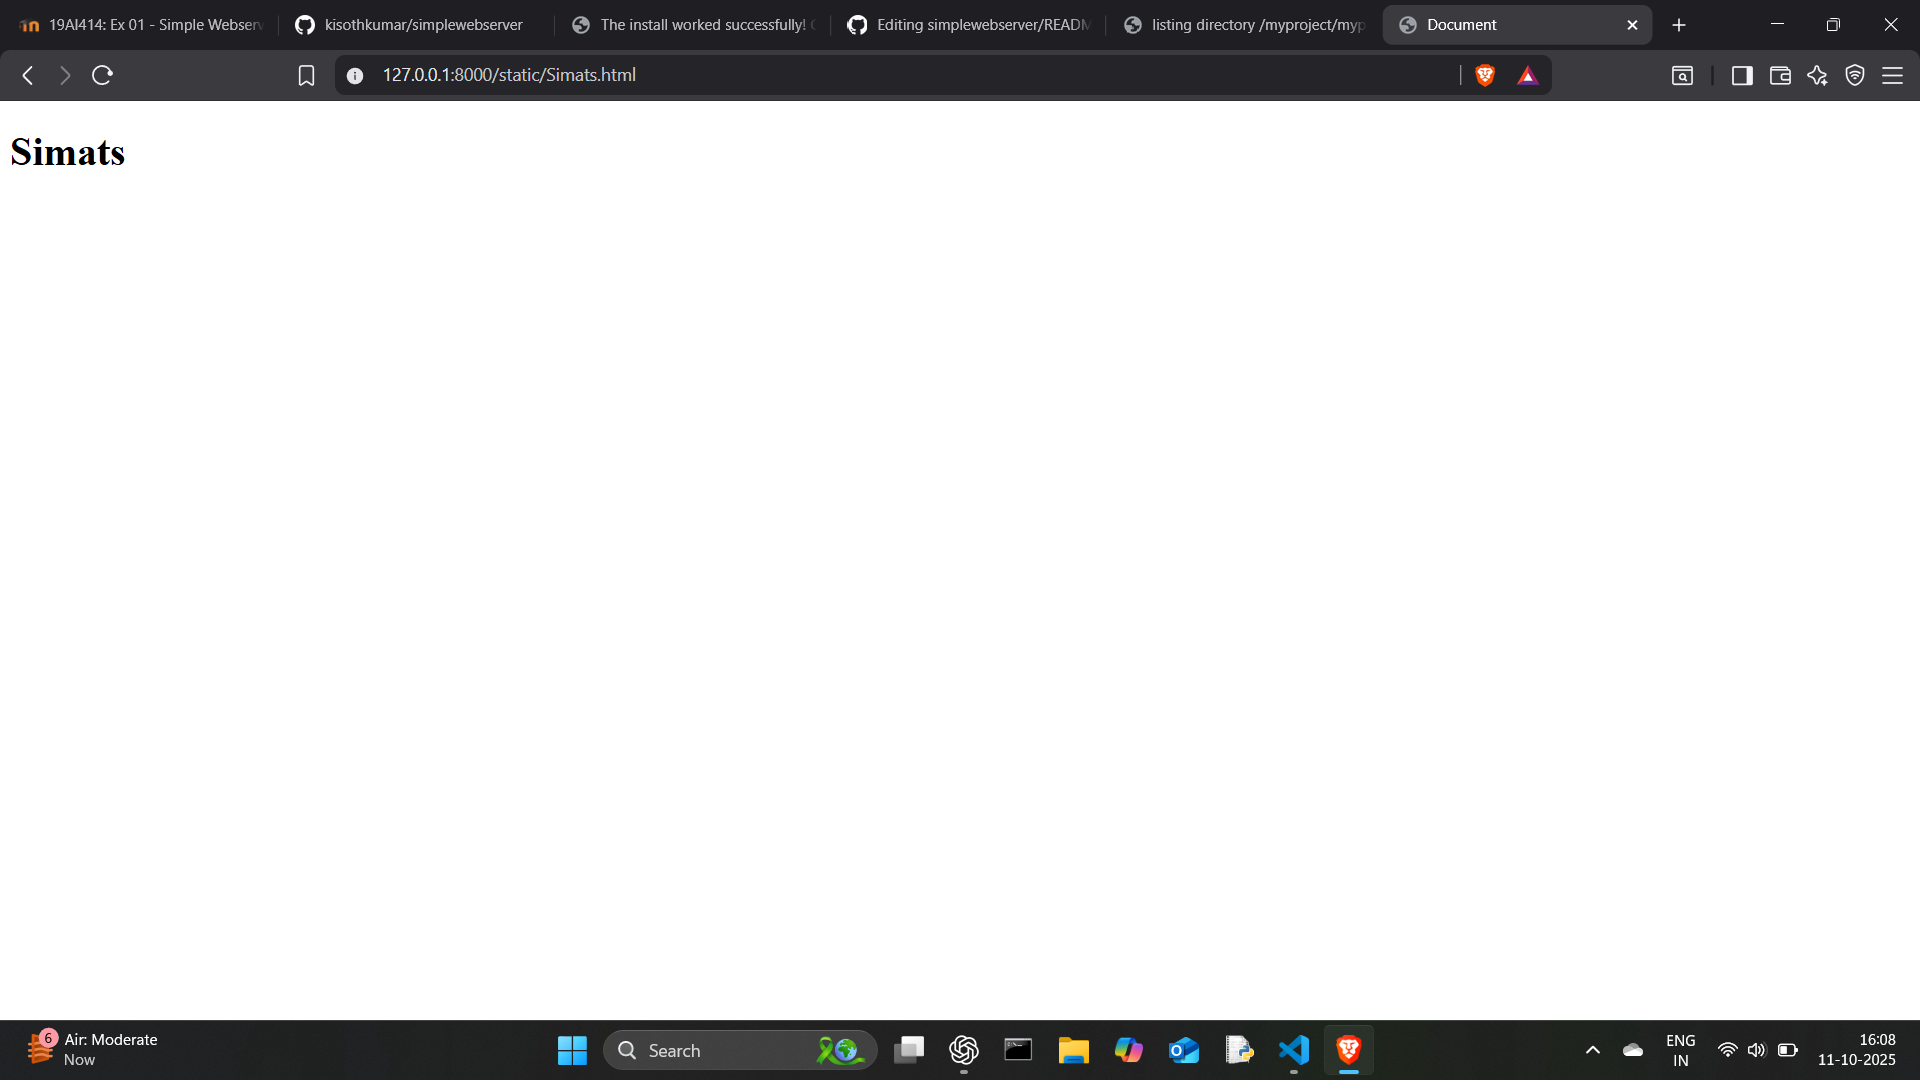 19AI414: Ex 01 - Simple Webserv
kisothkumar/simplewebserver
The install worked successfully!
Editing simplewebserver/READM
listing directory /myproject/myp
Document
127.0.0.1:8000/static/Simats.html
Simats
6
Air: Moderate
Now
Search
ENG
IN
16:08
11-10-2025